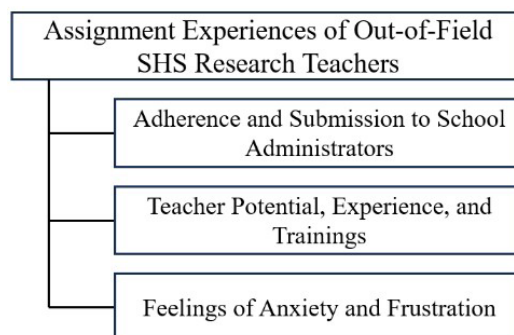 Assignment Experiences of Out-of-Field
SHS Research Teachers
Adherence and Submission to School
Administrators
Teacher Potential, Experience, and
Trainings
Feelings of Anxiety and Frustration